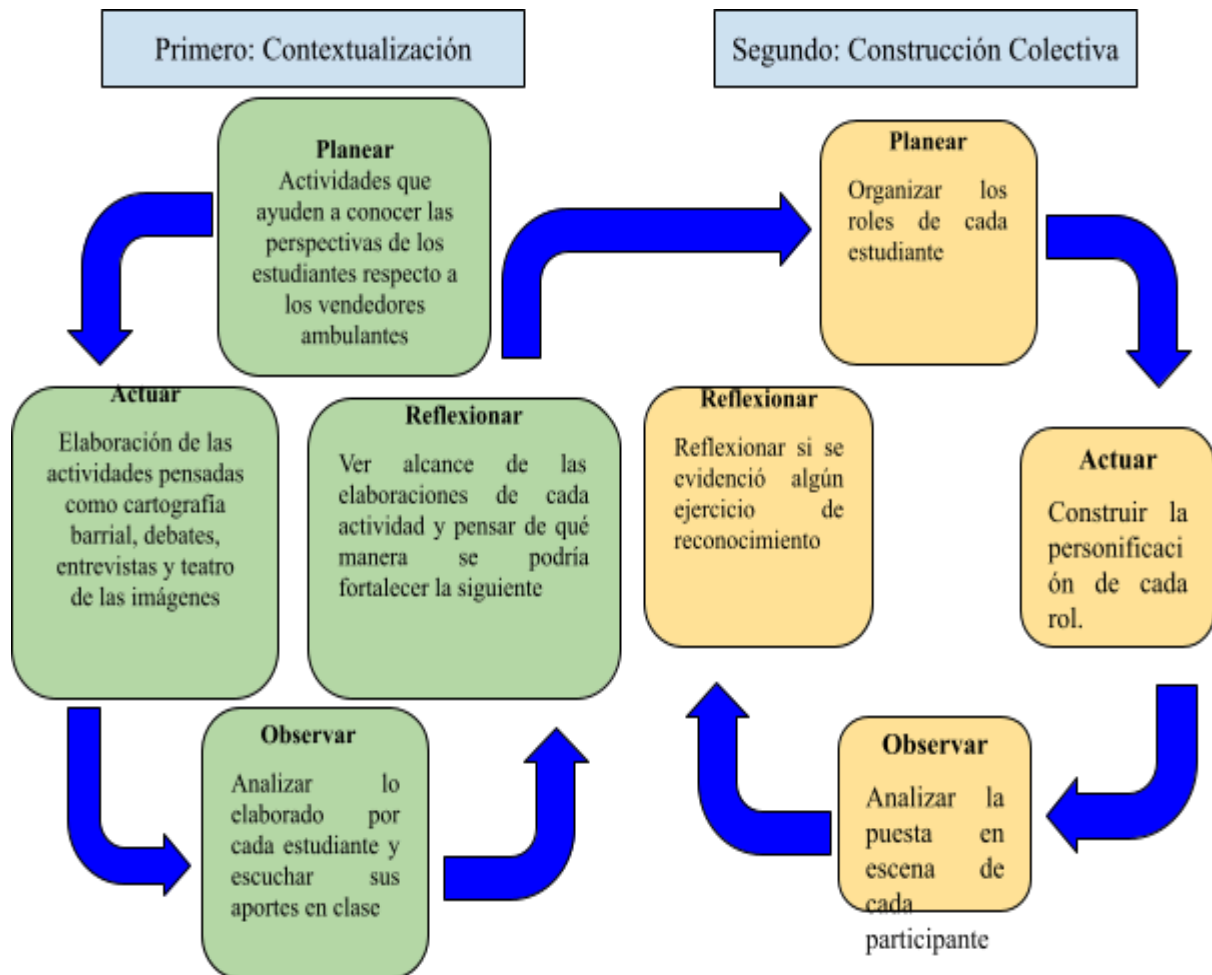 Primero: Contextualización
Planear
Actividades que
ayuden a conocer las
perspectivas de los
estudiantes respecto a
los vendedores
ambulantes
Actuar
Elaboración de las
actividades pensadas
como cartografía
barrial, debates,
entrevistas y teatro
de las imágenes
Observar
Analizar lo
elaborado por
cada estudiante y
escuchar sus
aportes en clase
Reflexionar
Ver alcance de las
elaboraciones de cada
actividad y pensar de qué
manera se podría
fortalecer la siguiente
Segundo: Construcción Colectiva
Planear
Organizar los
roles de cada
estudiante
Actuar
Construir la
personificaci
ón de cada
rol.
Observar
Analizar la
puesta en
escena de
cada
participante
Reflexionar
Reflexionar si se
evidenció algún
ejercicio de
reconocimiento